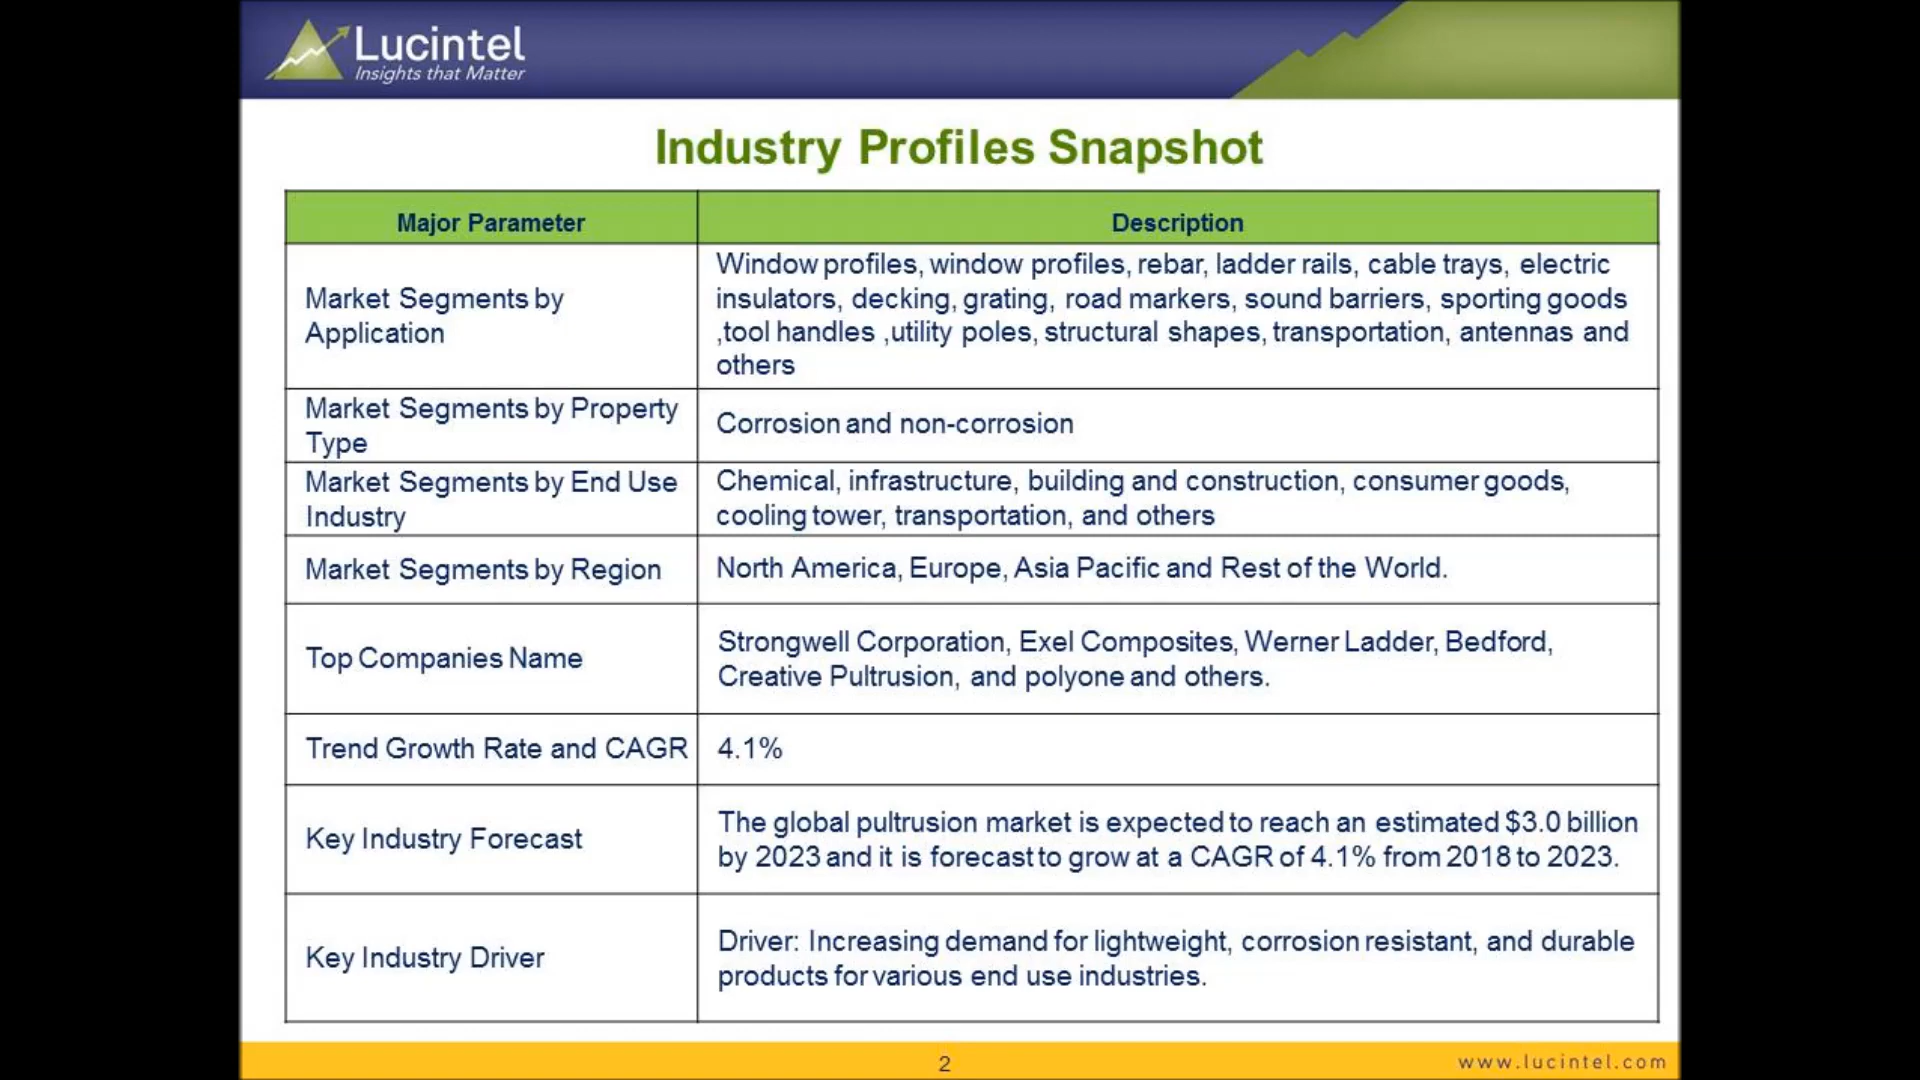 Lucintel
Insights that Matter
Industry Profiles Snapshot
Major Parameter
Description
Market Segments by
Application
Window profiles, window profiles, rebar, ladder rails, cable trays, electric
insulators, decking, grating, road markers, sound barriers, sporting goods
,tool handles ,utility poles, structural shapes, transportation, antennas and
others
Market Segments by Property
Type
Corrosion and non-corrosion
Market Segments by End Use
Industry
Chemical, infrastructure, building and construction, consumer goods,
cooling tower, transportation, and others
Market Segments by Region
North America, Europe, Asia Pacific and Rest of the World.
Top Companies Name
Strongwell Corporation, Exel Composites, Werner Ladder, Bedford,
Creative Pultrusion, and polyone and others.
Trend Growth Rate and CAGR
4.1%
Key Industry Forecast
The global pultrusion market is expected to reach an estimated $3.0 billion
by 2023 and it is forecast to grow at a CAGR of 4.1% from 2018 to 2023.
Key Industry Driver
Driver: Increasing demand for lightweight, corrosion resistant, and durable
products for various end use industries.
2
www.lucintel.com